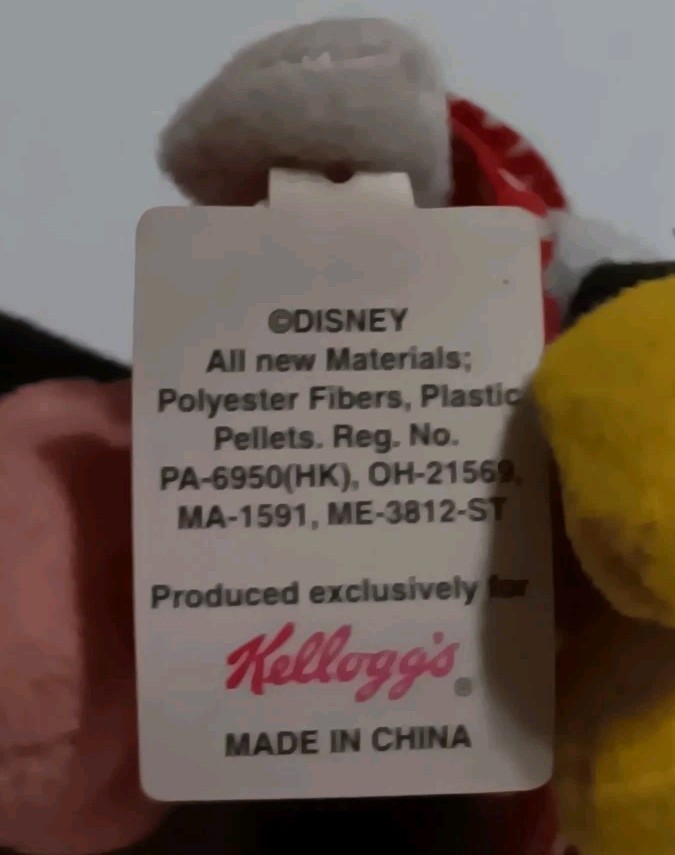 ©DISNEY
All new Materials;
Polyester Fibers, Plastic
Pellets. Reg. No.
PA-6950(HK), OH-21569,
MA-1591, ME-3812-ST
Produced exclusively for
Kellogg's®
MADE IN CHINA